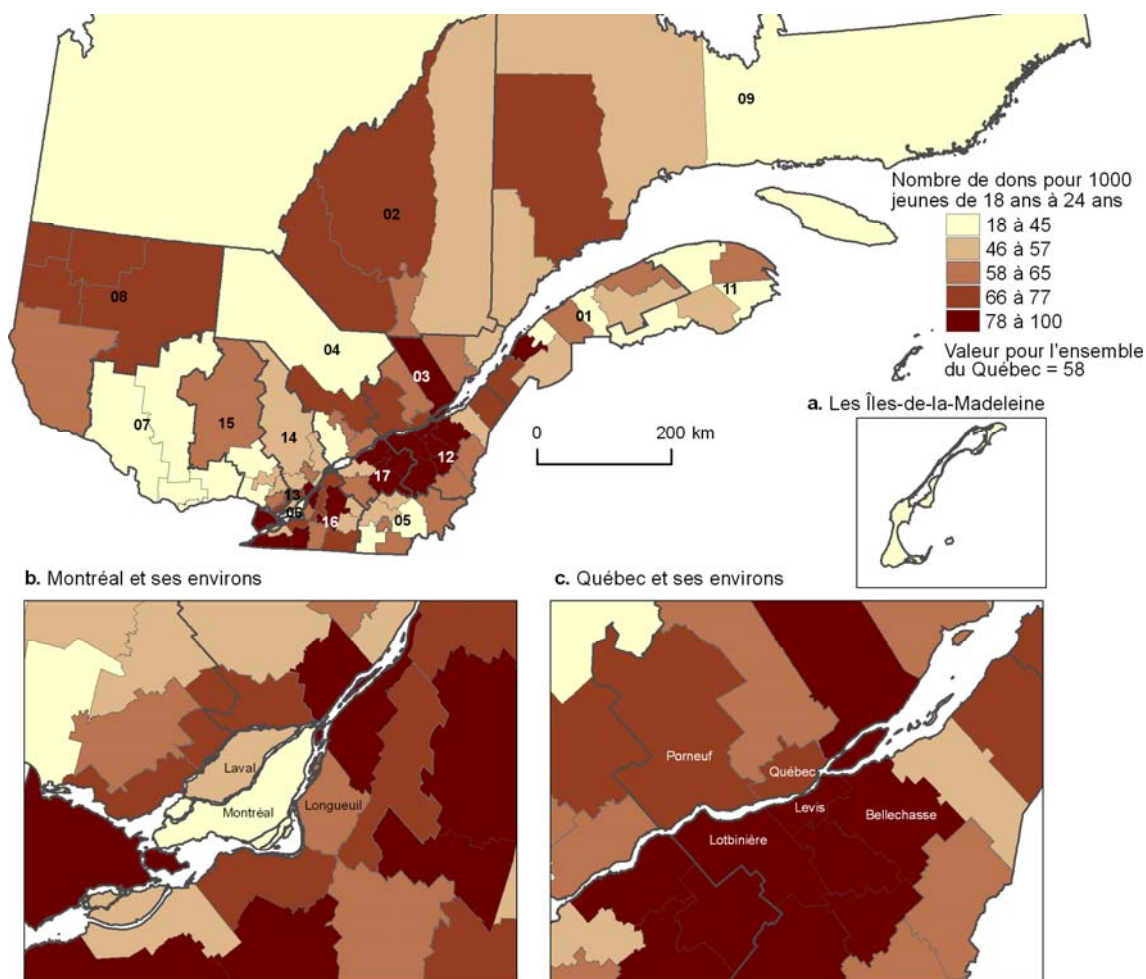 09
Nombre de dons pour 1000
jeunes de 18 ans à 24 ans
02
18 à 45
46 à 57
58 à 65
66 à 77
78 à 100
08
11
01
04
Valeur pour l'ensemble
du Québec = 58
03
a. Les Îles-de-la-Madeleine
07
15
14
0
200 km
12
17
13
06
16
05
b. Montréal et ses environs
c. Québec et ses environs
Laval
Montréal
Longueuil
Porneuf
Québec
Levis
Bellechasse
Lotbinière